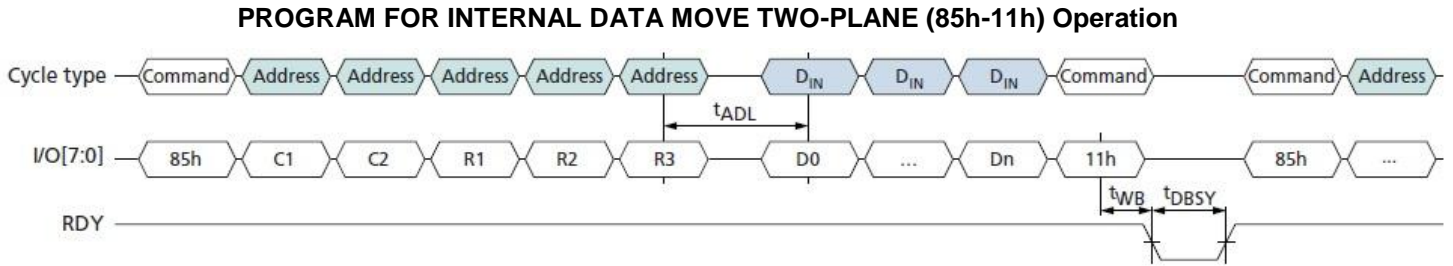 PROGRAM FOR INTERNAL DATA MOVE TWO-PLANE (85h-11h) Operation
Cycle type Command Address Address Address Address Address DIN DIN DIN Command Command Address
tADL
I/O[7:0] 85h C1 C2 R1 R2 R3 D0 ... Dn 11h 85h ...
tWB tDBSY
RDY